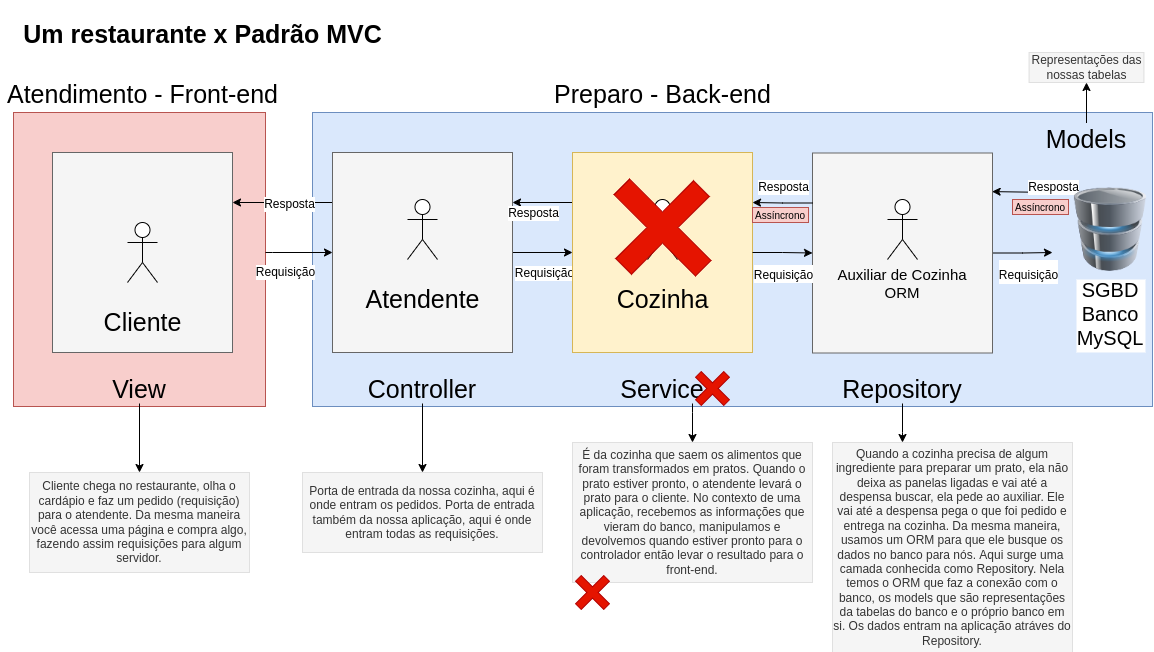 Um restaurante x Padrão MVC
Representações das
nossas tabelas
Atendimento - Front-end
Preparo - Back-end
Models
Resposta
Resposta
Resposta
Resposta
Assíncrono
Assíncrono
Requisição
Requisição
Requisição
Requisição
Cliente
Atendente
Cozinha
Auxiliar de Cozinha
ORM
SGBD
Banco
MySQL
View
Controller
Service
Repository
Cliente chega no restaurante, olha o
cardápio e faz um pedido (requisição)
para o atendente. Da mesma maneira
você acessa uma página e compra algo,
fazendo assim requisições para algum
servidor.
Porta de entrada da nossa cozinha, aqui é
onde entram os pedidos. Porta de entrada
também da nossa aplicação, aqui é onde
entram todas as requisições.
É da cozinha que saem os alimentos que
foram transformados em pratos. Quando o
prato estiver pronto, o atendente levará o
prato para o cliente. No contexto de uma
aplicação, recebemos as informações que
vieram do banco, manipulamos e
devolvemos quando estiver pronto para o
controlador então levar o resultado para o
front-end.
Quando a cozinha precisa de algum
ingrediente para preparar um prato, ela não
deixa as panelas ligadas e vai até a
despensa buscar, ela pede ao auxiliar. Ele
vai até a despensa pega o que foi pedido e
entrega na cozinha. Da mesma maneira,
usamos um ORM para que ele busque os
dados no banco para nós. Aqui surge uma
camada conhecida como Repository. Nela
temos o ORM que faz a conexão com o
banco, os models que são representações
da tabelas do banco e o próprio banco em
si. Os dados entram na aplicação atráves do
Repository.